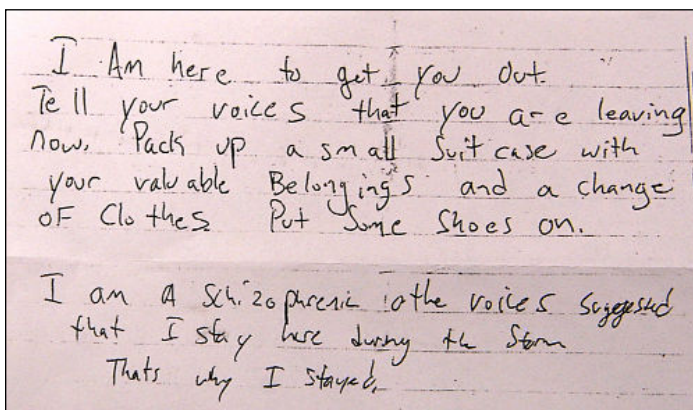 I Am here to get you out.
Tell your voices that you are leaving
now. Pack up a small suitcase with
your valuable Belongings and a change
of Clothes. Put Some Shoes on.
I am A Schizophrenic the voices suggested
that I stay here during the Storm
Thats why I stayed.